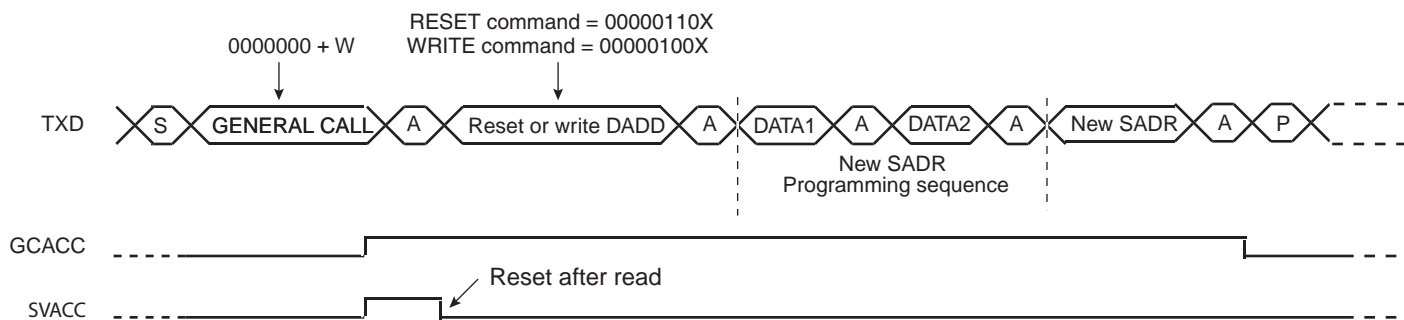 RESET command = 00000110X
0000000 + W
WRITE command = 00000100X
TXD
S
GENERAL CALL
A
Reset or write DADD
A
DATA1
A
DATA2
A
New SADR
A
P
New SADR
Programming sequence
GCACC
Reset after read
SVACC